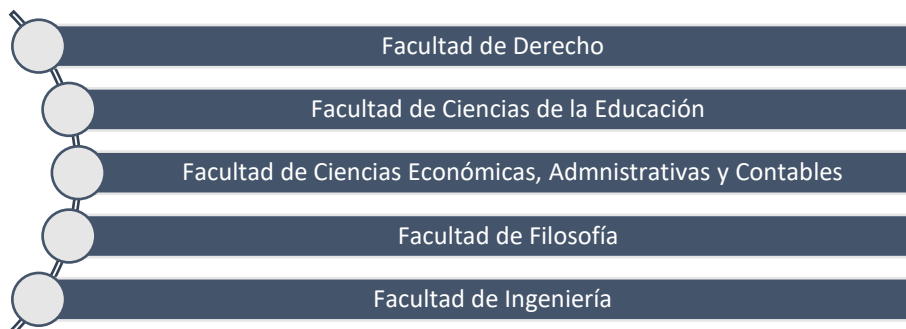 Facultad de Derecho
Facultad de Ciencias de la Educación
Facultad de Ciencias Económicas, Admnistrativas y Contables
Facultad de Filosofía
Facultad de Ingeniería